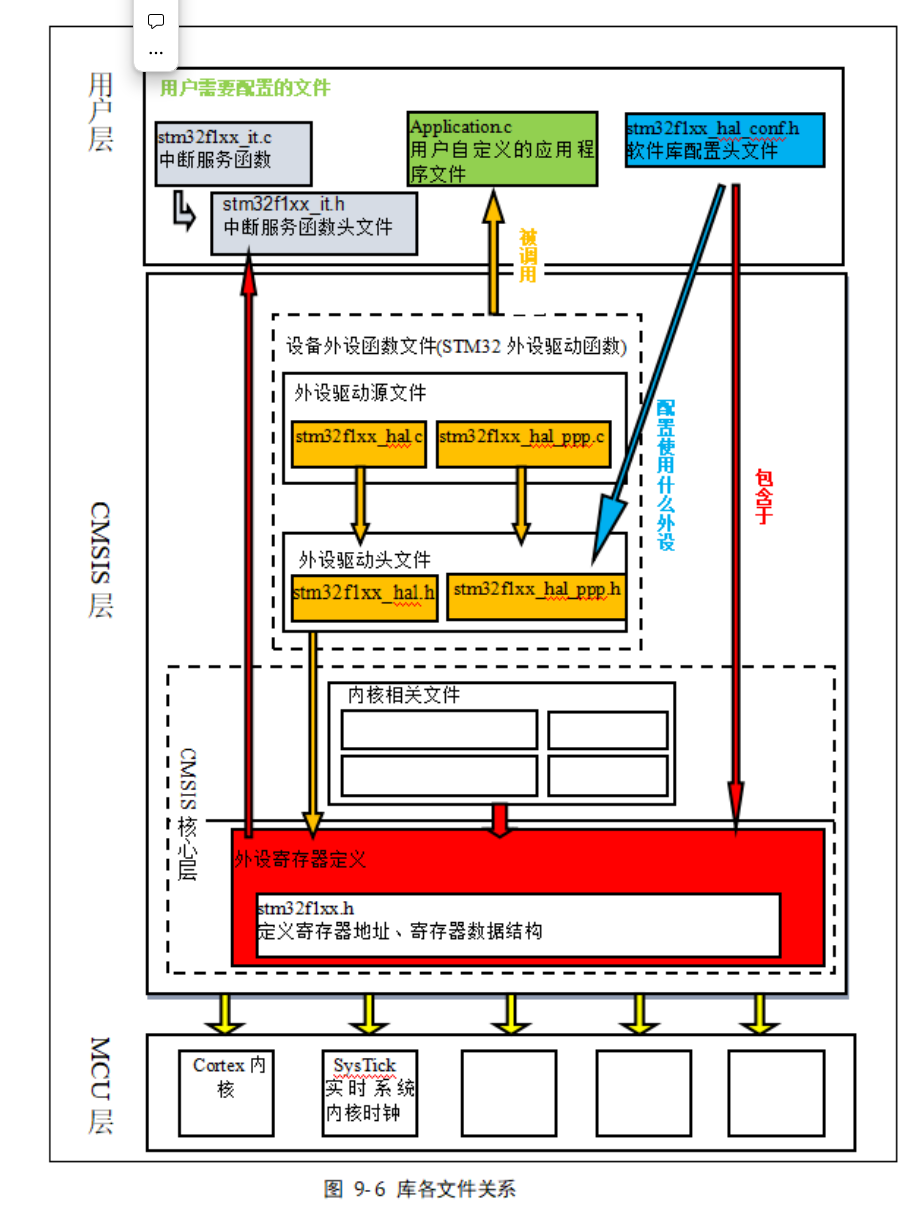 用户层
用户需要配置的文件
stm32f1xx_it.c
中断服务函数
stm32f1xx_it.h
中断服务函数头文件
Application.c
用户自定义的应用程
序文件
stm32f1xx_hal_conf.h
软件库配置头文件
被调用
CMSIS 层
设备外设函数文件(STM32 外设驱动函数)
外设驱动源文件
stm32f1xx_hal.c
stm32f1xx_hal_ppp.c
配置使用什么外设
包含于
外设驱动头文件
stm32f1xx_hal.h
stm32f1xx_hal_ppp.h
CMSIS 核心层
内核相关文件
外设寄存器定义
stm32f1xx.h
定义寄存器地址、寄存器数据结构
MCU 层
Cortex 内
核
SysTick
实时系统
内核时钟
图 9-6 库各文件关系